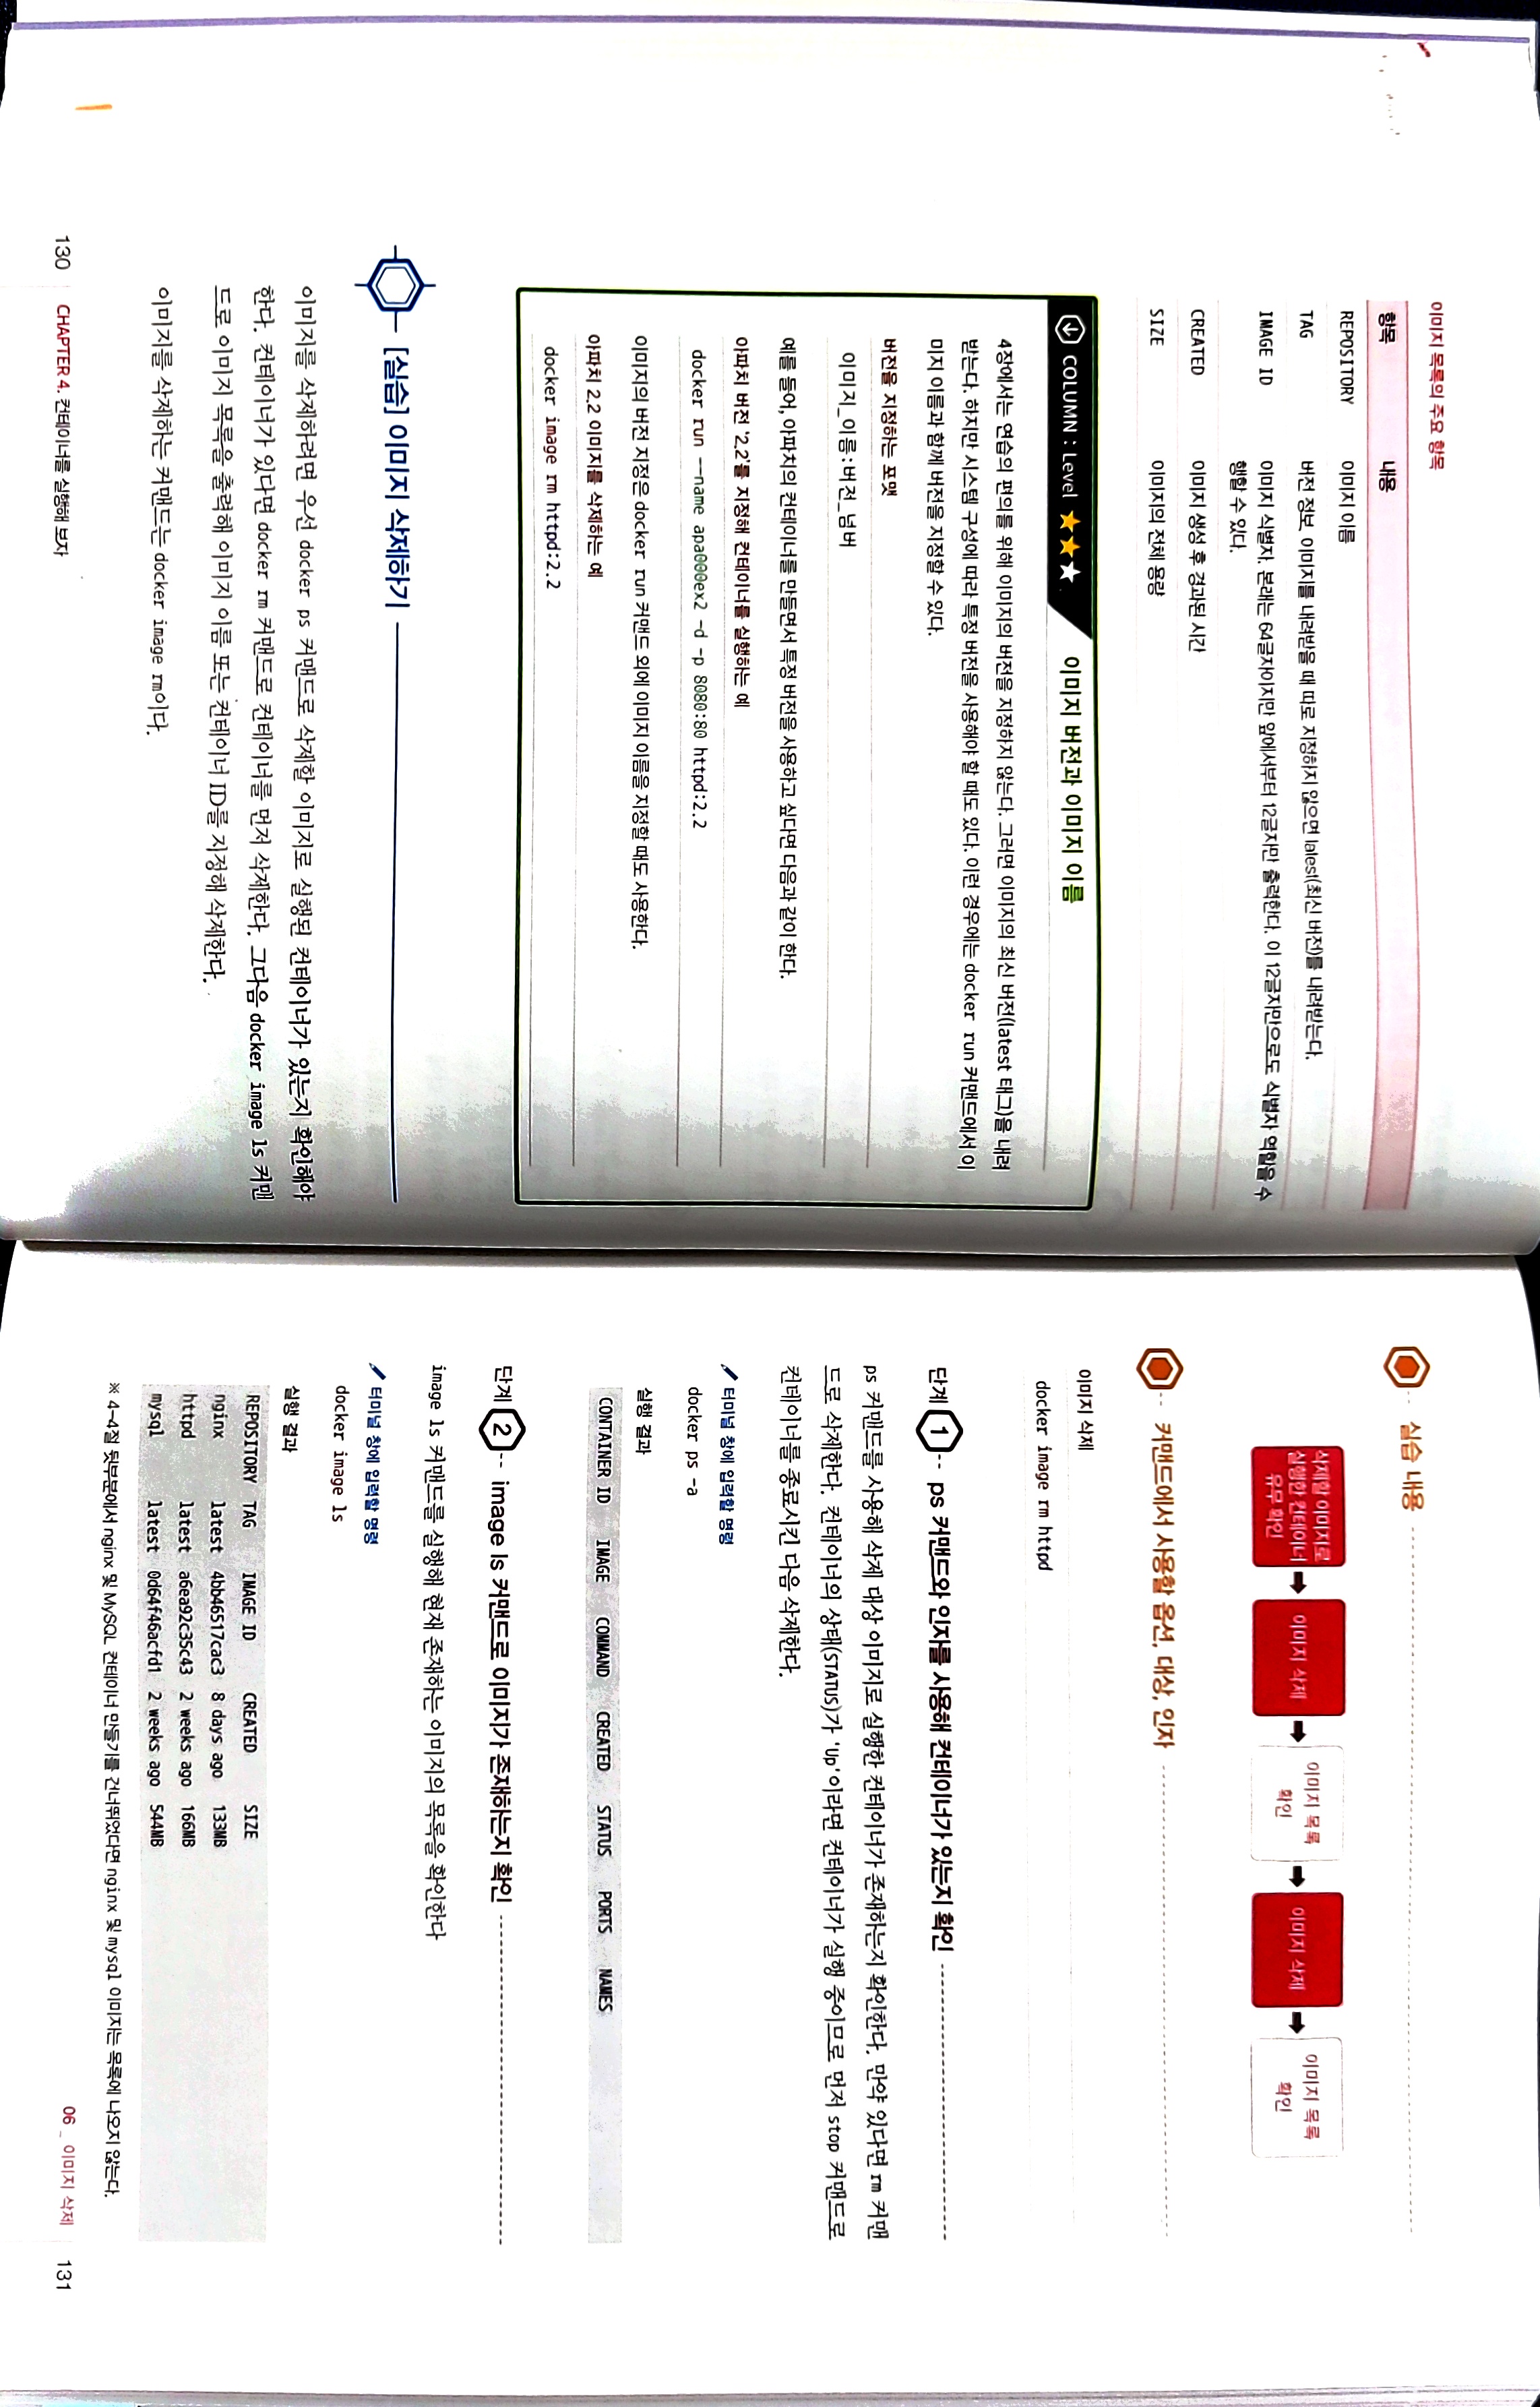 이미지 목록의 주요 항목
항목 내용
REPOSITORY 이미지 이름
TAG 버전 정보. 이미지를 내려받을 때 따로 지정하지 않으면 latest(최신 버전)를 내려받는다.
IMAGE ID 이미지 식별자. 본래는 64글자이지만 앞에서부터 12글자만 출력한다. 이 12글자만으로도 식별자 역할을 수
행할 수 있다.
CREATED 이미지 생성 후 경과된 시간
SIZE 이미지의 전체 용량
COLUMN : Level ★★★ 이미지 버전과 이미지 이름
4장에서는 연습의 편의를 위해 이미지의 버전을 지정하지 않는다. 그러면 이미지의 최신 버전(latest 태그)을 내려
받는다. 하지만 시스템 구성에 따라 특정 버전을 사용해야 할 때도 있다. 이런 경우에는 docker run 커맨드에서 이
미지 이름과 함께 버전을 지정할 수 있다.
버전을 지정하는 포맷
이미지_이름:버전_넘버
예를 들어, 아파치의 컨테이너를 만들면서 특정 버전을 사용하고 싶다면 다음과 같이 한다.
아파치 버전 '2.2'를 지정해 컨테이너를 실행하는 예
docker run --name apa000ex2 -d -p 8080:80 httpd:2.2
이미지의 버전 지정은 docker run 커맨드 외에 이미지 이름을 지정할 때도 사용한다.
아파치 2.2 이미지를 삭제하는 예
docker image rm httpd:2.2
[실습] 이미지 삭제하기
이미지를 삭제하려면 우선 docker ps 커맨드로 삭제할 이미지로 실행된 컨테이너가 있는지 확인해야
한다. 컨테이너가 있다면 docker rm 커맨드로 컨테이너를 먼저 삭제한다. 그다음 docker image ls 커맨
드로 이미지 목록을 출력해 이미지 이름 또는 컨테이너 ID를 지정해 삭제한다.
이미지를 삭제하는 커맨드는 docker image rm이다.
130 CHAPTER 4. 컨테이너를 실행해 보자
실습 내용
삭제할 이미지로
실행한 컨테이너
유무 확인
이미지 삭제
이미지 목록
확인
이미지 삭제
이미지 목록
확인
커맨드에서 사용할 옵션, 대상, 인자
이미지 삭제
docker image rm httpd
단계 1 ps 커맨드와 인자를 사용해 컨테이너가 있는지 확인
ps 커맨드를 사용해 삭제 대상 이미지로 실행한 컨테이너가 존재하는지 확인한다. 만약 있다면 rm 커맨
드로 삭제한다. 컨테이너의 상태(STATUS)가 'Up'이라면 컨테이너가 실행 중이므로 먼저 stop 커맨드로
컨테이너를 종료시킨 다음 삭제한다.
터미널 창에 입력할 명령
docker ps -a
실행 결과
CONTAINER ID IMAGE COMMAND CREATED STATUS PORTS NAMES
단계 2 image ls 커맨드로 이미지가 존재하는지 확인
image ls 커맨드를 실행해 현재 존재하는 이미지의 목록을 확인한다
터미널 창에 입력할 명령
docker image ls
실행 결과
REPOSITORY TAG IMAGE ID CREATED SIZE
nginx latest 4bb46517cac3 8 days ago 133MB
httpd latest a6ea92c35c43 2 weeks ago 166MB
mysql latest 0d64f46acfd1 2 weeks ago 544MB
※ 4-4절 뒷부분에서 nginx 및 MySQL 컨테이너 만들기를 건너뛰었다면 nginx 및 mysql 이미지는 목록에 나오지 않는다.
06 _ 이미지 삭제 131